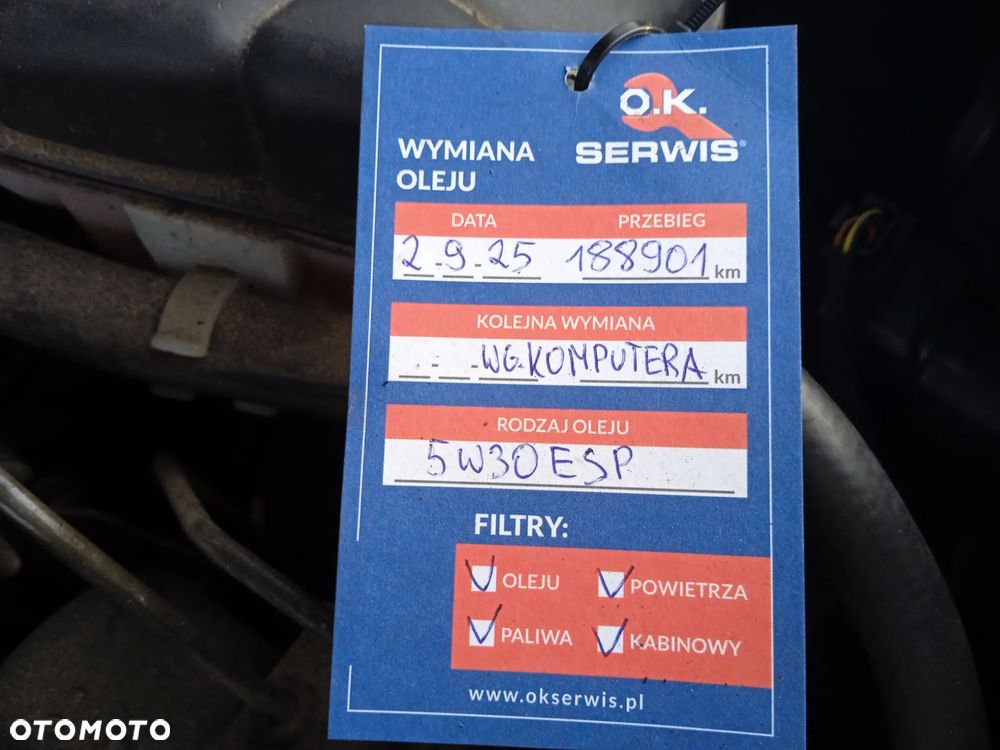 O.K.
SERWIS®
WYMIANA
OLEJU
DATA PRZEBIEG
2 - 9 - 25 188901 km
KOLEJNA WYMIANA
- - WG. KOMPUTERA km
RODZAJ OLEJU
5W30 ESP
FILTRY:
OLEJU POWIETRZA
PALIWA KABINOWY
www.okserwis.pl
OTOMOTO